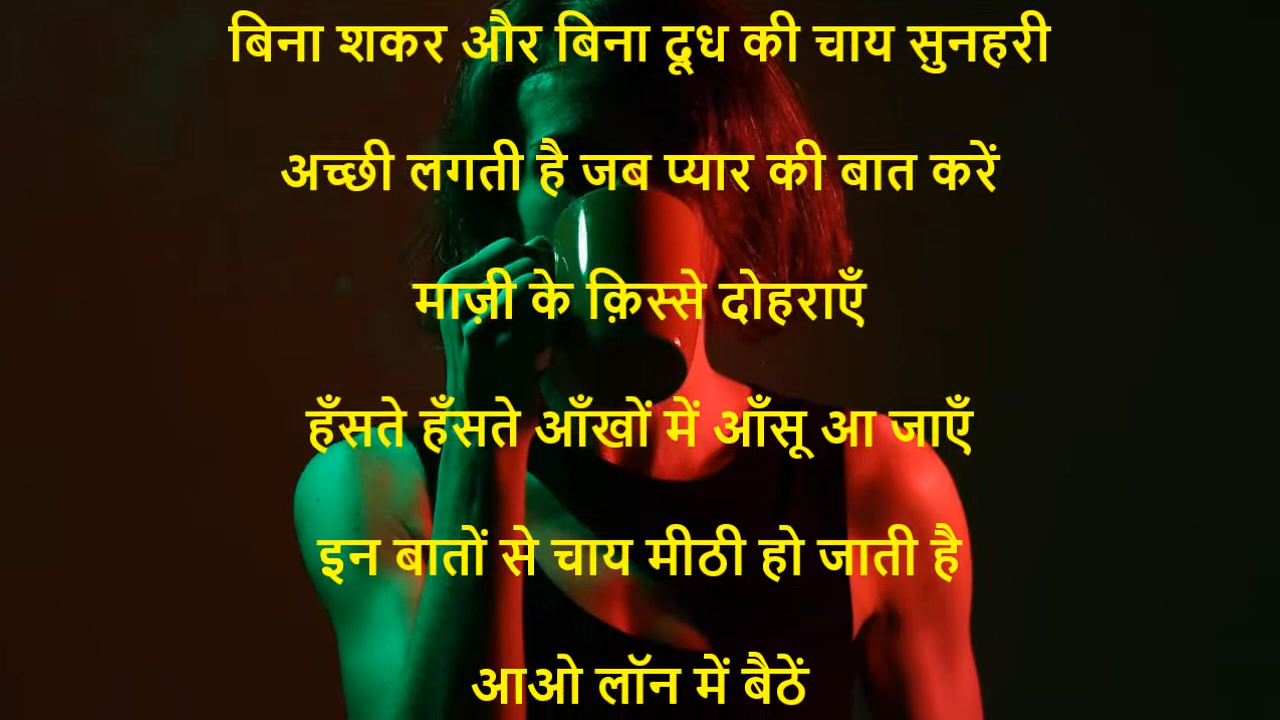 बिना शकर और बिना दूध की चाय सुनहरी
अच्छी लगती है जब प्यार की बात करें
माज़ी के क़िस्से दोहराएँ
हँसते हँसते आँखों में आँसू आ जाएँ
इन बातों से चाय मीठी हो जाती है
आओ लॉन में बैठें